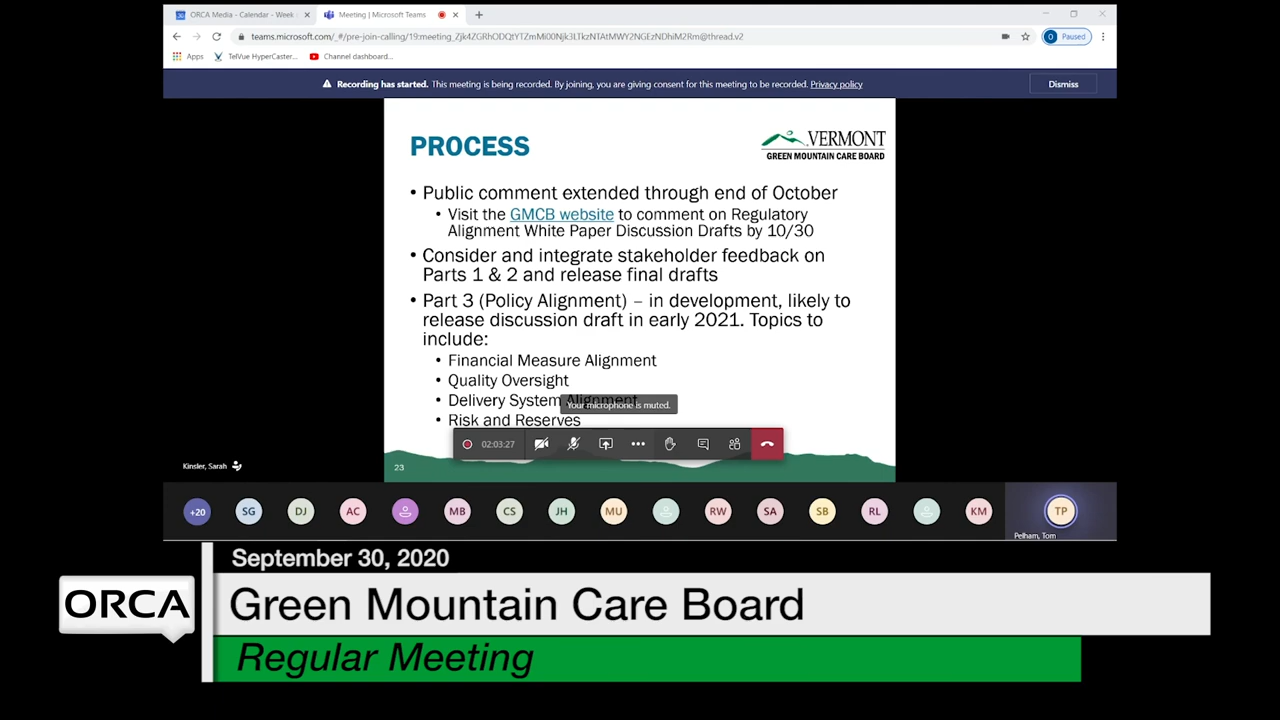 ORCA Media - Calendar - Week
Meeting | Microsoft Teams
teams.microsoft.com/_#/pre-join-calling/19:meeting_Zjk4ZGRhODQtYTZmMi00Njk3LTkzNTAtMWY2NGEzNDhiM2Rm@thread.v2
Paused
Apps
TelVue HyperCaster...
Channel dashboard...
Recording has started. This meeting is being recorded. By joining, you are giving consent for this meeting to be recorded. Privacy policy
Dismiss
PROCESS
VERMONT
GREEN MOUNTAIN CARE BOARD
• Public comment extended through end of October
• Visit the GMCB website to comment on Regulatory
Alignment White Paper Discussion Drafts by 10/30
• Consider and integrate stakeholder feedback on
Parts 1 & 2 and release final drafts
• Part 3 (Policy Alignment) – in development, likely to
release discussion draft in early 2021. Topics to
include:
• Financial Measure Alignment
• Quality Oversight
• Delivery System Alignment
Your microphone is muted.
• Risk and Reserves
02:03:27
Kinsler, Sarah
23
+20
SG
DJ
AC
MB
CS
JH
MU
RW
SA
SB
RL
KM
TP
Pelham, Tom
September 30, 2020
ORCA
Green Mountain Care Board
Regular Meeting